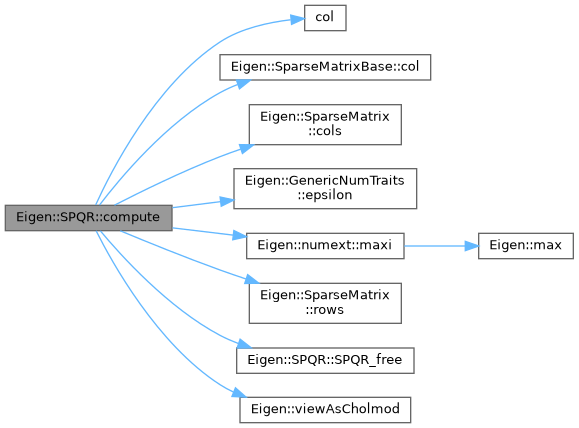 col
Eigen::SparseMatrixBase::col
Eigen::SparseMatrix
::cols
Eigen::GenericNumTraits
::epsilon
Eigen::SPQR::compute
Eigen::numext::maxi
Eigen::max
Eigen::SparseMatrix
::rows
Eigen::SPQR::SPQR_free
Eigen::viewAsCholmod